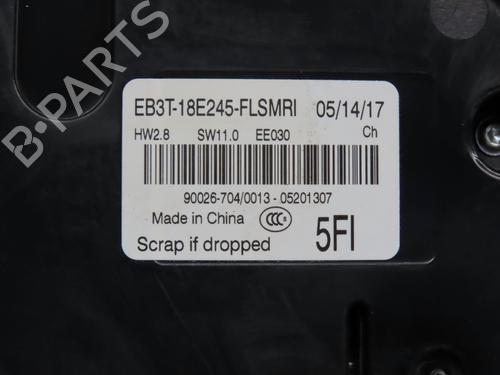 EB3T-18E245-FLSMRI 05/14/17
HW2.8 SW11.0 EE030 Ch
90026-704/0013 - 05201307
Made in China CCC S
Scrap if dropped 5FI
B-PARTS